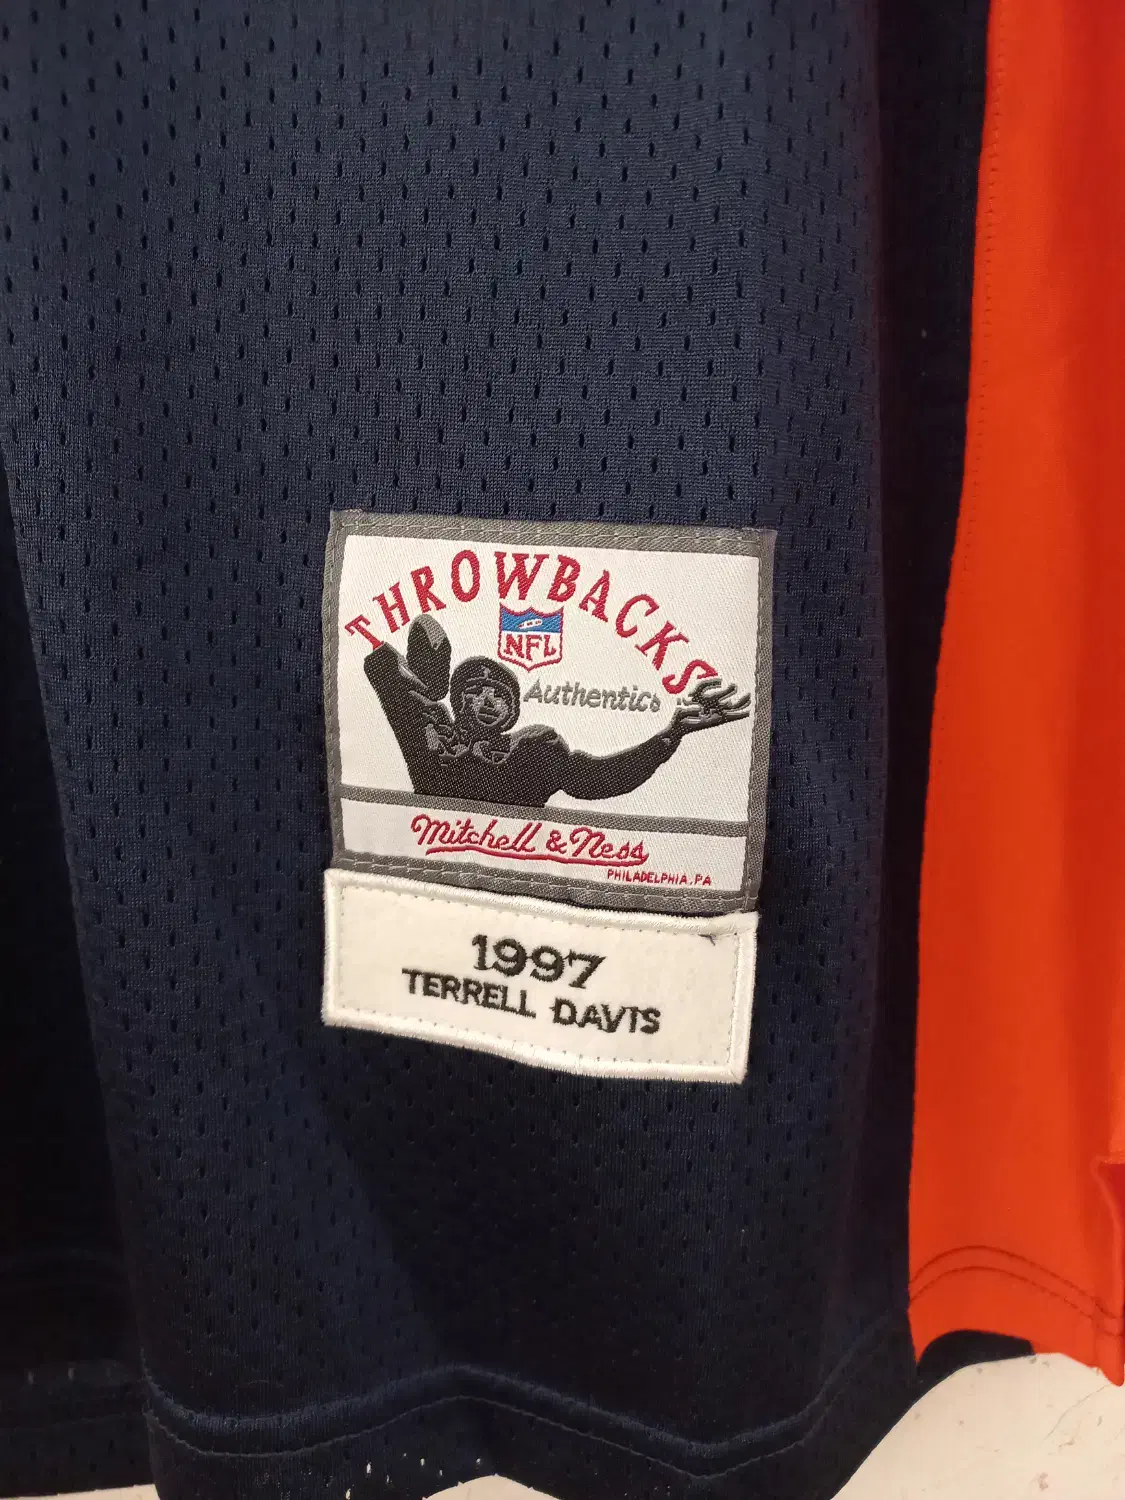 THROWBACKS
NFL
Authentics
Mitchell & Ness
PHILADELPHIA, PA
1997
TERRELL DAVIS